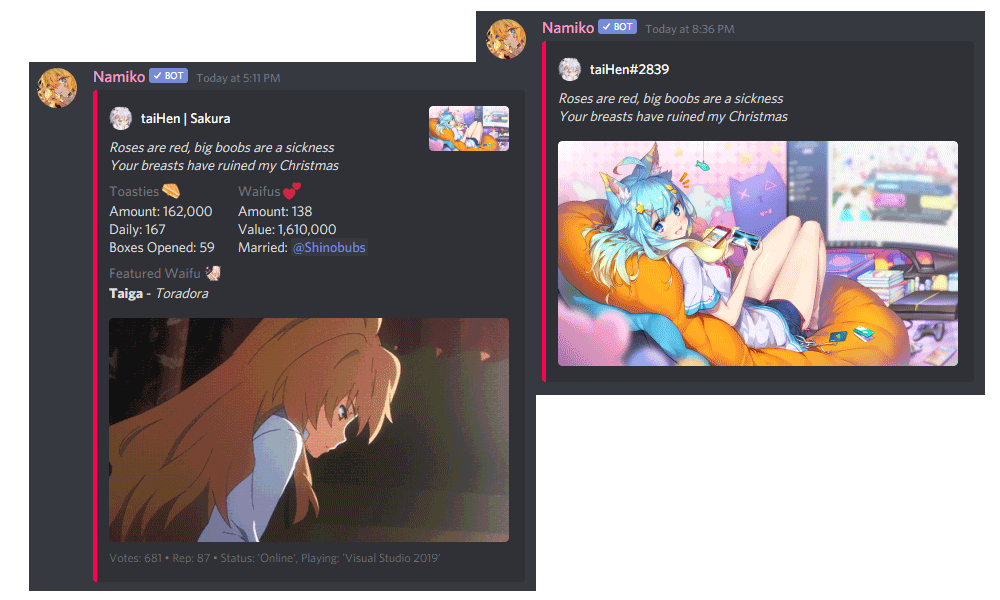 Namiko ✓ BOT Today at 5:11 PM
taiHen | Sakura
Roses are red, big boobs are a sickness
Your breasts have ruined my Christmas
Toasties
Amount: 162,000
Daily: 167
Boxes Opened: 59
Waifus
Amount: 138
Value: 1,610,000
Married: @Shinobubs
Featured Waifu
Taiga - Toradora
Votes: 681 • Rep: 87 • Status: 'Online', Playing: 'Visual Studio 2019'
Namiko ✓ BOT Today at 8:36 PM
taiHen#2839
Roses are red, big boobs are a sickness
Your breasts have ruined my Christmas